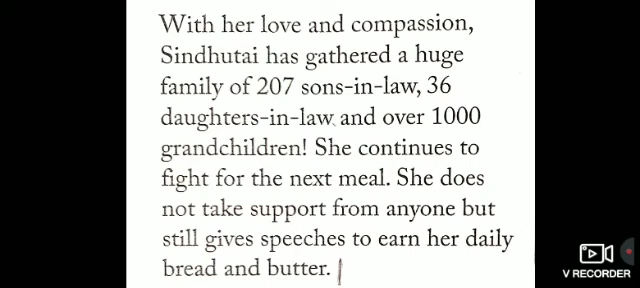 With her love and compassion,
Sindhutai has gathered a huge
family of 207 sons-in-law, 36
daughters-in-law and over 1000
grandchildren! She continues to
fight for the next meal. She does
not take support from anyone but
still gives speeches to earn her daily
bread and butter.
V RECORDER